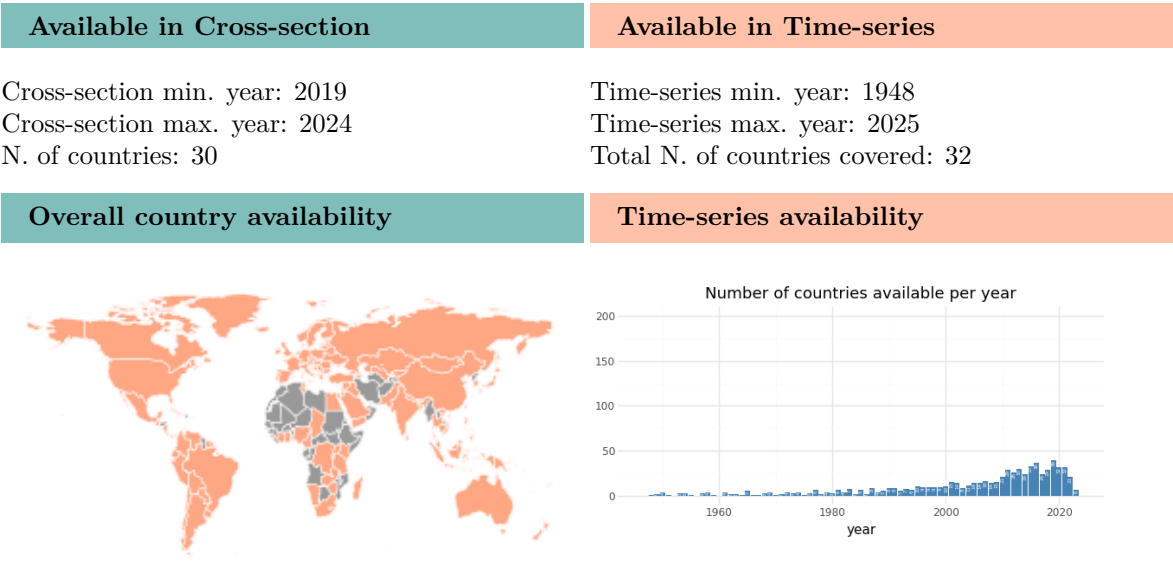 Available in Cross-section
Cross-section min. year: 2019
Cross-section max. year: 2024
N. of countries: 30
Available in Time-series
Time-series min. year: 1948
Time-series max. year: 2025
Total N. of countries covered: 32
Overall country availability
Time-series availability
Number of countries available per year
200
150
100
50
0
1960
1980
2000
2020
year